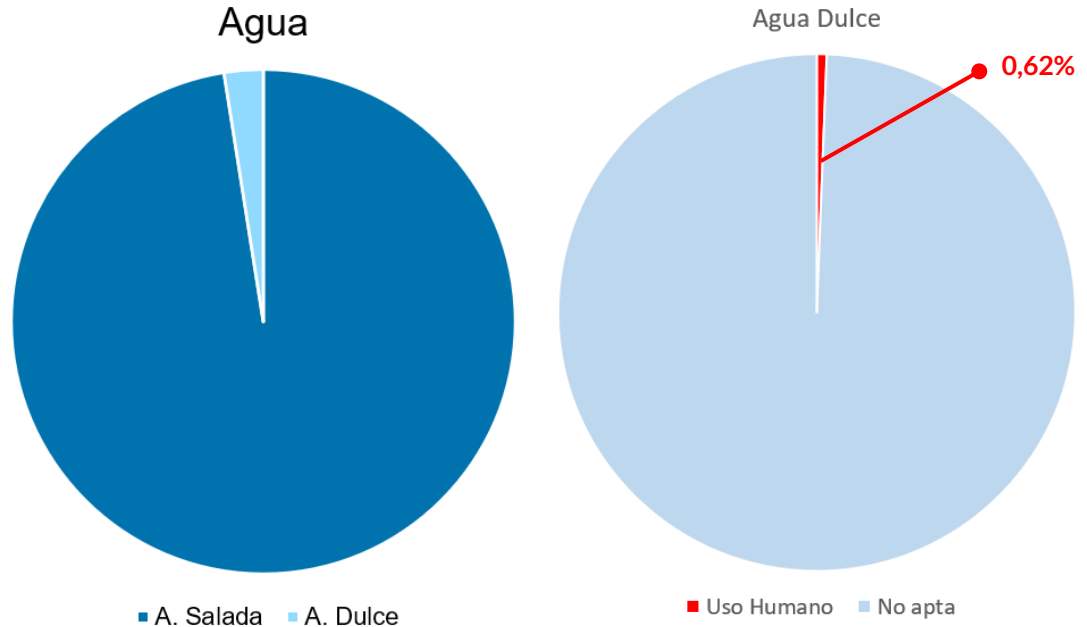 Agua
A. Salada
A. Dulce
Agua Dulce
0,62%
Uso Humano
No apta